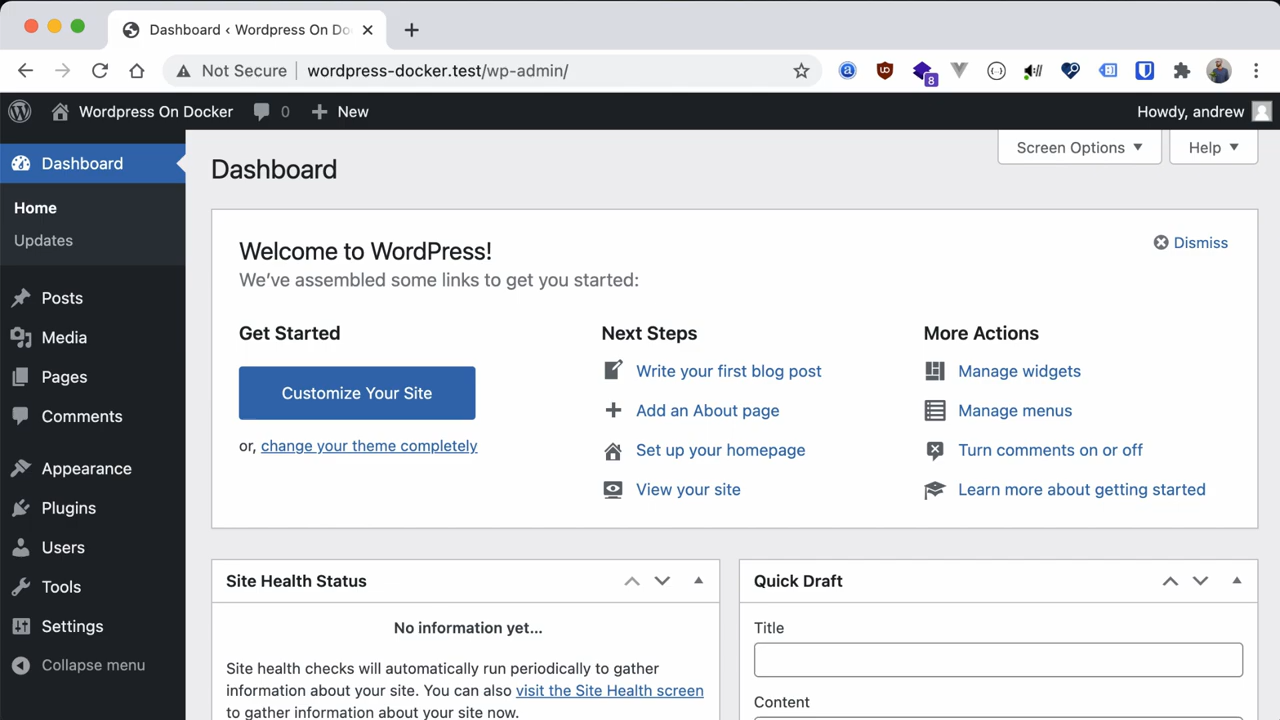 Dashboard ‹ Wordpress On Do
Not Secure
wordpress-docker.test/wp-admin/
8
Wordpress On Docker
0
New
Howdy, andrew
Dashboard
Home
Updates
Posts
Media
Pages
Comments
Appearance
Plugins
Users
Tools
Settings
Collapse menu
Screen Options
Help
Dashboard
Welcome to WordPress!
We've assembled some links to get you started:
Dismiss
Get Started
Customize Your Site
or, change your theme completely
Next Steps
Write your first blog post
Add an About page
Set up your homepage
View your site
More Actions
Manage widgets
Manage menus
Turn comments on or off
Learn more about getting started
Site Health Status
No information yet...
Site health checks will automatically run periodically to gather
information about your site. You can also visit the Site Health screen
to gather information about your site now.
Quick Draft
Title
Content